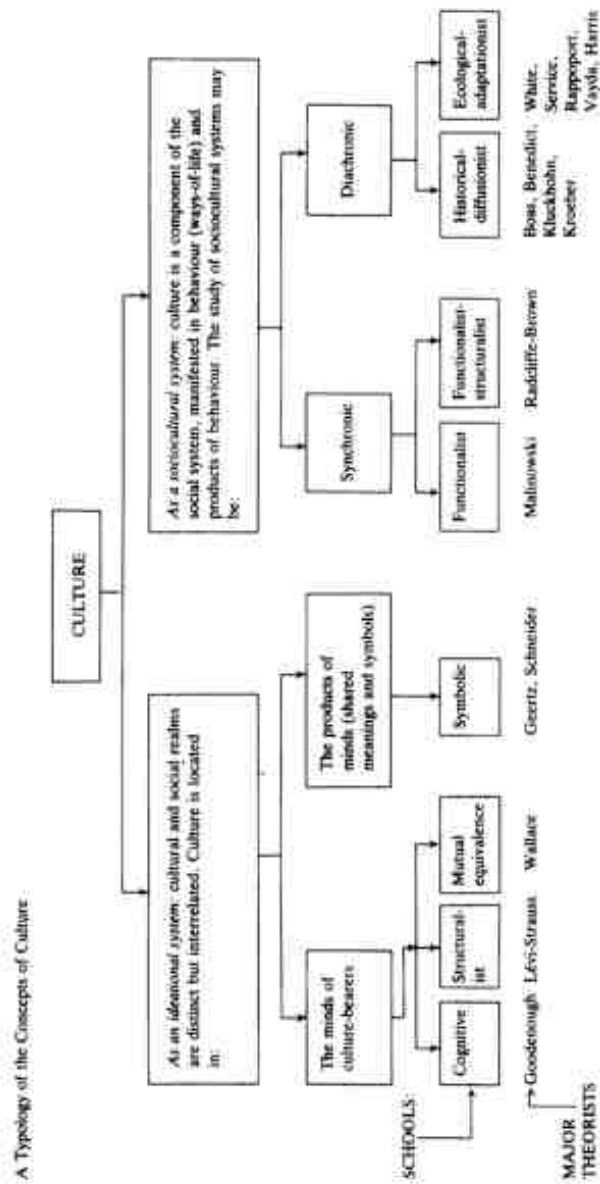 A Typology of the Concepts of Culture
CULTURE
As an ideational system: cultural and social realms
are distinct but interrelated. Culture is located
in:
As a sociocultural system: culture is a component of the
social system, manifested in behaviour (ways-of-life) and
products of behaviour. The study of sociocultural systems may
be:
The minds of
culture-bearers
The products of
minds (shared
meanings and symbols)
Synchronic
Diachronic
SCHOOLS:
Cognitive
Structural-
ist
Mutual
equivalence
Symbolic
Functionalist
Functionalist-
structuralist
Historical-
diffusionist
Ecological-
adaptationist
MAJOR
THEORISTS
Goodenough
Lévi-Strauss
Wallace
Geertz, Schneider
Malinowski
Radcliffe-Brown
Boas, Benedict,
Kluckhohn,
Kroeber
White,
Service,
Rappoport,
Vayda, Harris